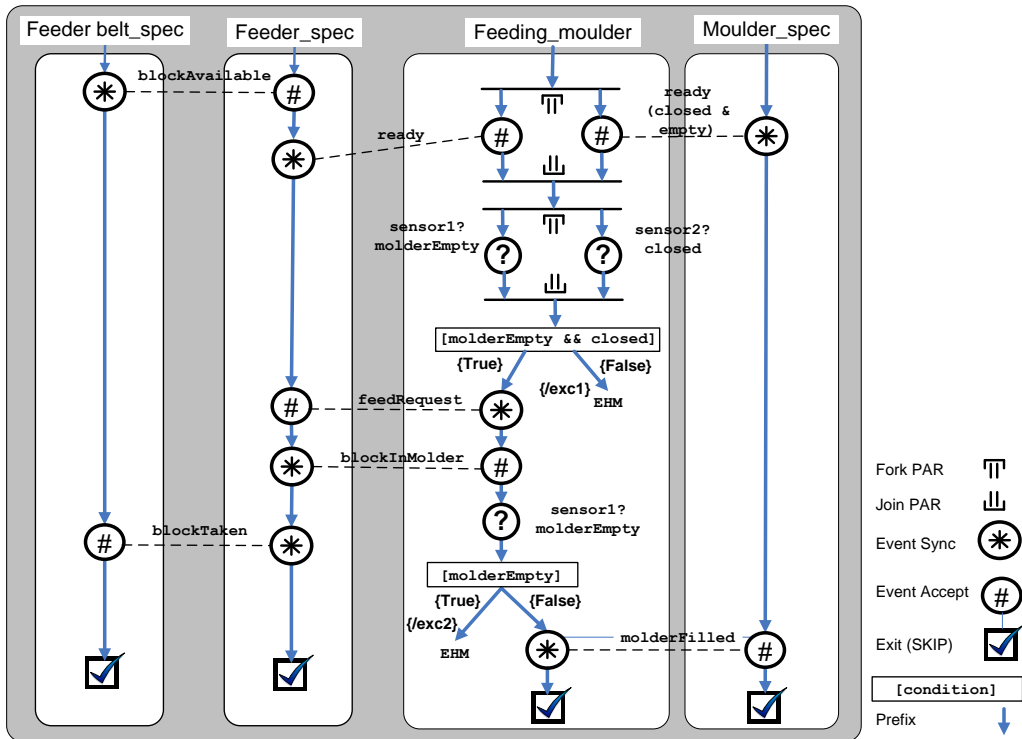 Feeder belt_spec
Feeder_spec
Feeding_moulder
Moulder_spec
blockAvailable
#
ready
(closed &
empty)
ready
#
#
sensor1?
molderEmpty
sensor2?
closed
?
?
[molderEmpty && closed]
{True}
{False}
{/exc1}
EHM
#
feedRequest
blockInMolder
#
sensor1?
molderEmpty
?
#
blockTaken
[molderEmpty]
{True}
{False}
{/exc2}
EHM
molderFilled
#
Fork PAR
Join PAR
Event Sync
Event Accept
#
Exit (SKIP)
[condition]
Prefix